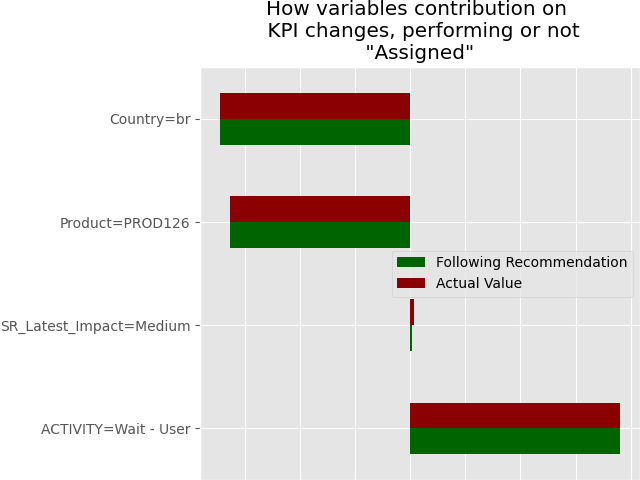 How variables contribution on
KPI changes, performing or not
"Assigned"
Country=br
Product=PROD126
Following Recommendation
Actual Value
SR_Latest_Impact=Medium
ACTIVITY=Wait - User